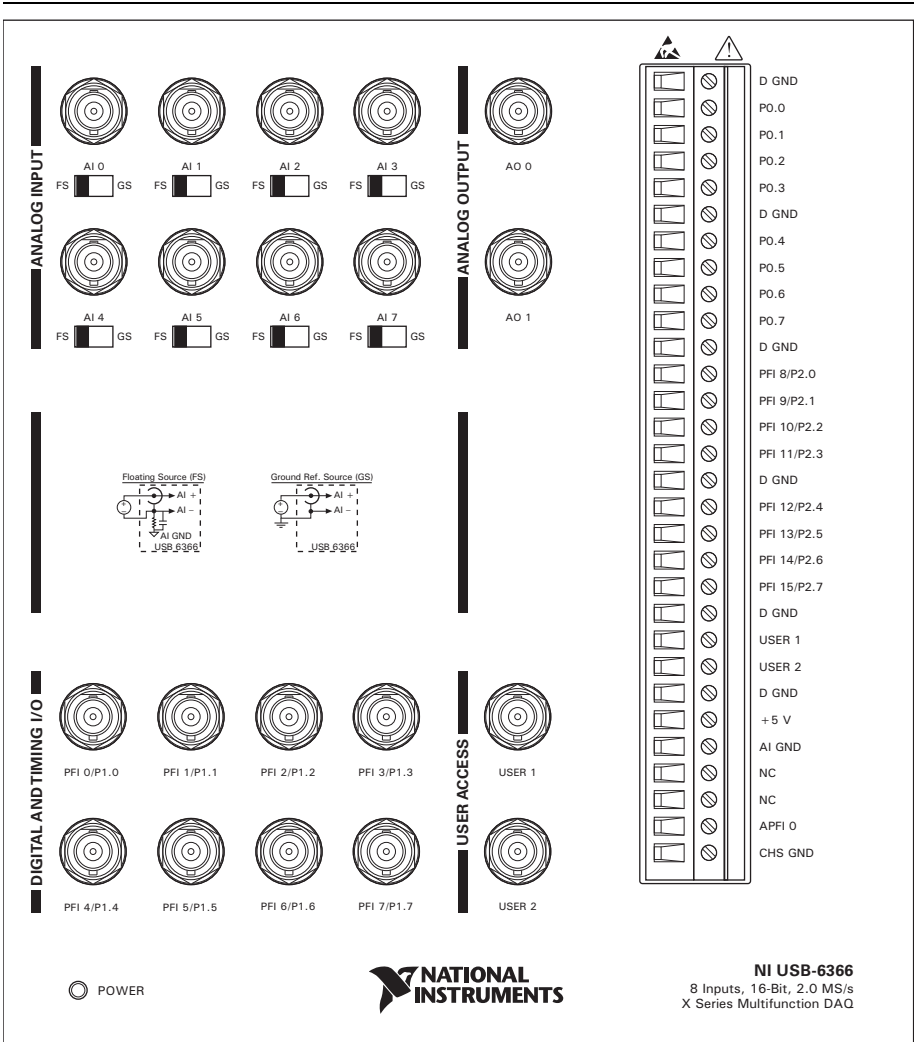 ANALOG INPUT
AI 0 AI 1 AI 2 AI 3
FS GS FS GS FS GS FS GS
AI 4 AI 5 AI 6 AI 7
FS GS FS GS FS GS FS GS
ANALOG OUTPUT
AO 0
AO 1
Floating Source (FS)
AI +
AI –
AI GND
USB 6366
Ground Ref. Source (GS)
AI +
AI –
USB 6366
DIGITAL AND TIMING I/O
PFI 0/P1.0 PFI 1/P1.1 PFI 2/P1.2 PFI 3/P1.3
PFI 4/P1.4 PFI 5/P1.5 PFI 6/P1.6 PFI 7/P1.7
USER ACCESS
USER 1
USER 2
D GND
P0.0
P0.1
P0.2
P0.3
D GND
P0.4
P0.5
P0.6
P0.7
D GND
PFI 8/P2.0
PFI 9/P2.1
PFI 10/P2.2
PFI 11/P2.3
D GND
PFI 12/P2.4
PFI 13/P2.5
PFI 14/P2.6
PFI 15/P2.7
D GND
USER 1
USER 2
D GND
+5 V
AI GND
NC
NC
APFI 0
CHS GND
POWER
NATIONAL
INSTRUMENTS
NI USB-6366
8 Inputs, 16-Bit, 2.0 MS/s
X Series Multifunction DAQ